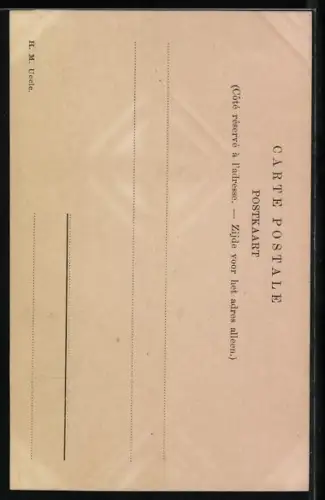 CARTE POSTALE
POSTKAART
(Côté réservé à l'adresse. — Zijde voor het adres alleen.)
H. M. Uccle.